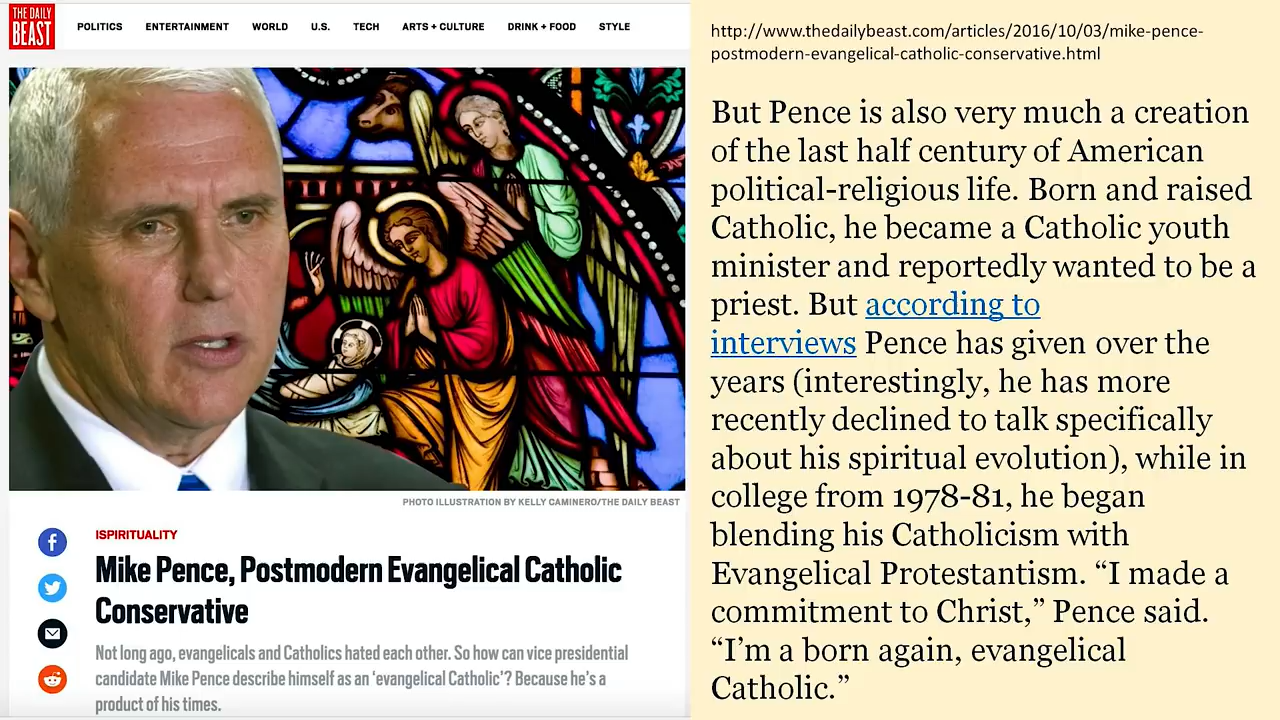 THE DAILY
BEAST
POLITICS ENTERTAINMENT WORLD U.S. TECH ARTS + CULTURE DRINK + FOOD STYLE
PHOTO ILLUSTRATION BY KELLY CAMINERO/THE DAILY BEAST
ISPIRITUALITY
Mike Pence, Postmodern Evangelical Catholic
Conservative
Not long ago, evangelicals and Catholics hated each other. So how can vice presidential
candidate Mike Pence describe himself as an ‘evangelical Catholic’? Because he's a
product of his times.
http://www.thedailybeast.com/articles/2016/10/03/mike-pence-
postmodern-evangelical-catholic-conservative.html
But Pence is also very much a creation
of the last half century of American
political-religious life. Born and raised
Catholic, he became a Catholic youth
minister and reportedly wanted to be a
priest. But according to
interviews Pence has given over the
years (interestingly, he has more
recently declined to talk specifically
about his spiritual evolution), while in
college from 1978-81, he began
blending his Catholicism with
Evangelical Protestantism. “I made a
commitment to Christ,” Pence said.
“I’m a born again, evangelical
Catholic.”